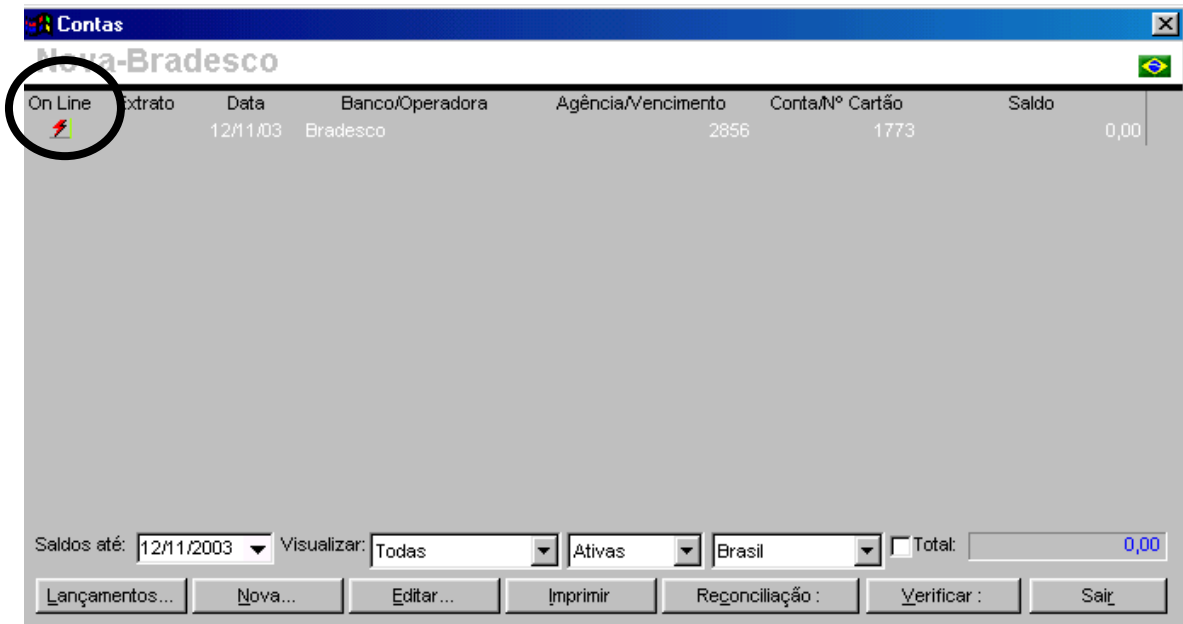 Contas
Nova-Bradesco
On Line Extrato Data Banco/Operadora Agência/Vencimento Conta/Nº Cartão Saldo
12/11/03 Bradesco 2856 1773 0,00
Saldos até: 12/11/2003 Visualizar: Todas Ativas Brasil Total: 0,00
Lançamentos... Nova... Editar... Imprimir Reconciliação : Verificar : Sair